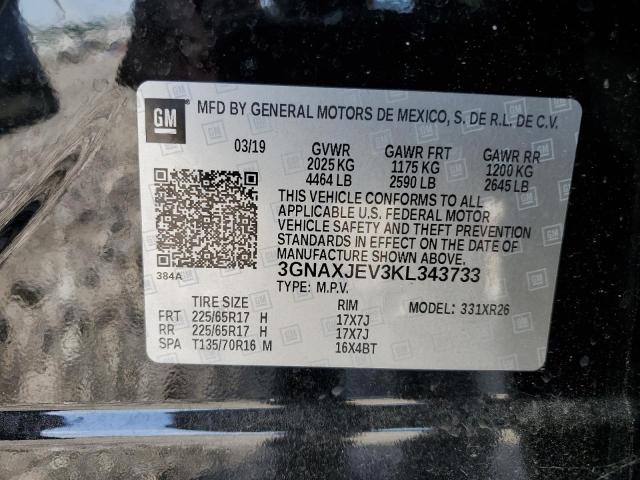 GM
MFD BY GENERAL MOTORS DE MEXICO, S. DE R.L. DE C.V.
03/19 GVWR GAWR FRT GAWR RR
2025 KG 1175 KG 1200 KG
4464 LB 2590 LB 2645 LB
THIS VEHICLE CONFORMS TO ALL
APPLICABLE U.S. FEDERAL MOTOR
VEHICLE SAFETY AND THEFT PREVENTION
STANDARDS IN EFFECT ON THE DATE OF
MANUFACTURE SHOWN ABOVE.
384A
3GNAXJEV3KL343733
TYPE: M.P.V.
TIRE SIZE RIM MODEL: 331XR26
FRT 225/65R17 H 17X7J
RR 225/65R17 H 17X7J
SPA T135/70R16 M 16X4BT